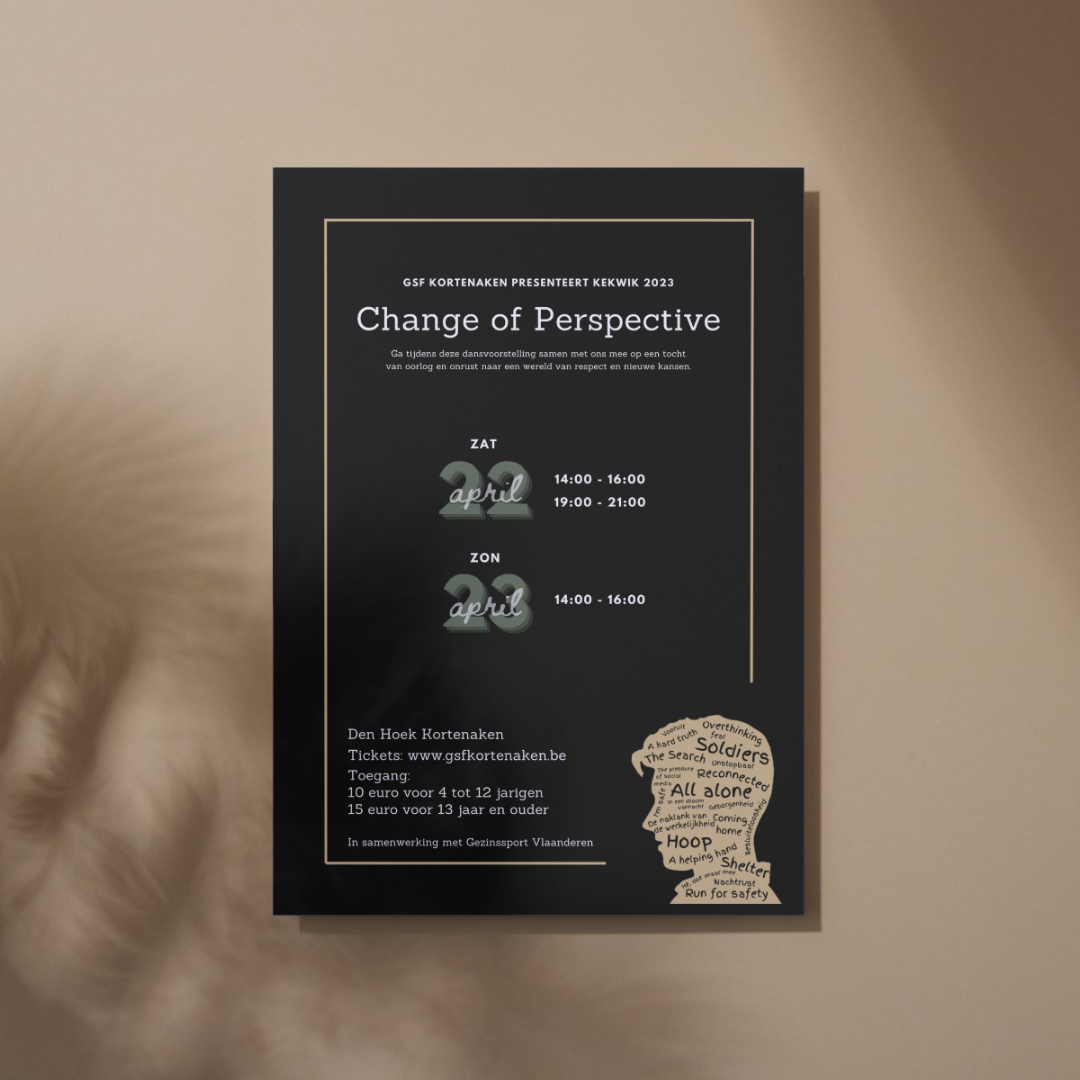 GSF KORTENAKEN PRESENTEERT KEKWIK 2023
Change of Perspective
Ga tijdens deze dansvoorstelling samen met ons mee op een tocht
van oorlog en onrust naar een wereld van respect en nieuwe kansen.
ZAT
22
april
14:00 - 16:00
19:00 - 21:00
ZON
23
april
14:00 - 16:00
Den Hoek Kortenaken
Tickets: www.gsfkortenaken.be
Toegang:
10 euro voor 4 tot 12 jarigen
15 euro voor 13 jaar en ouder
In samenwerking met Gezinssport Vlaanderen
vooruit
Overthinking
fear
A hard truth
Soldiers
The Search
onstopbaar
The pressure
of social
media
Reconnected
All alone
I'm safe
in een droom
verwacht
Geborgenheid
De naklank van
de werkelijkheid
Coming
home
Besluiteloosheid
Hoop
A helping hand
Shelter
maar mee
Nachtrust
Run for safety